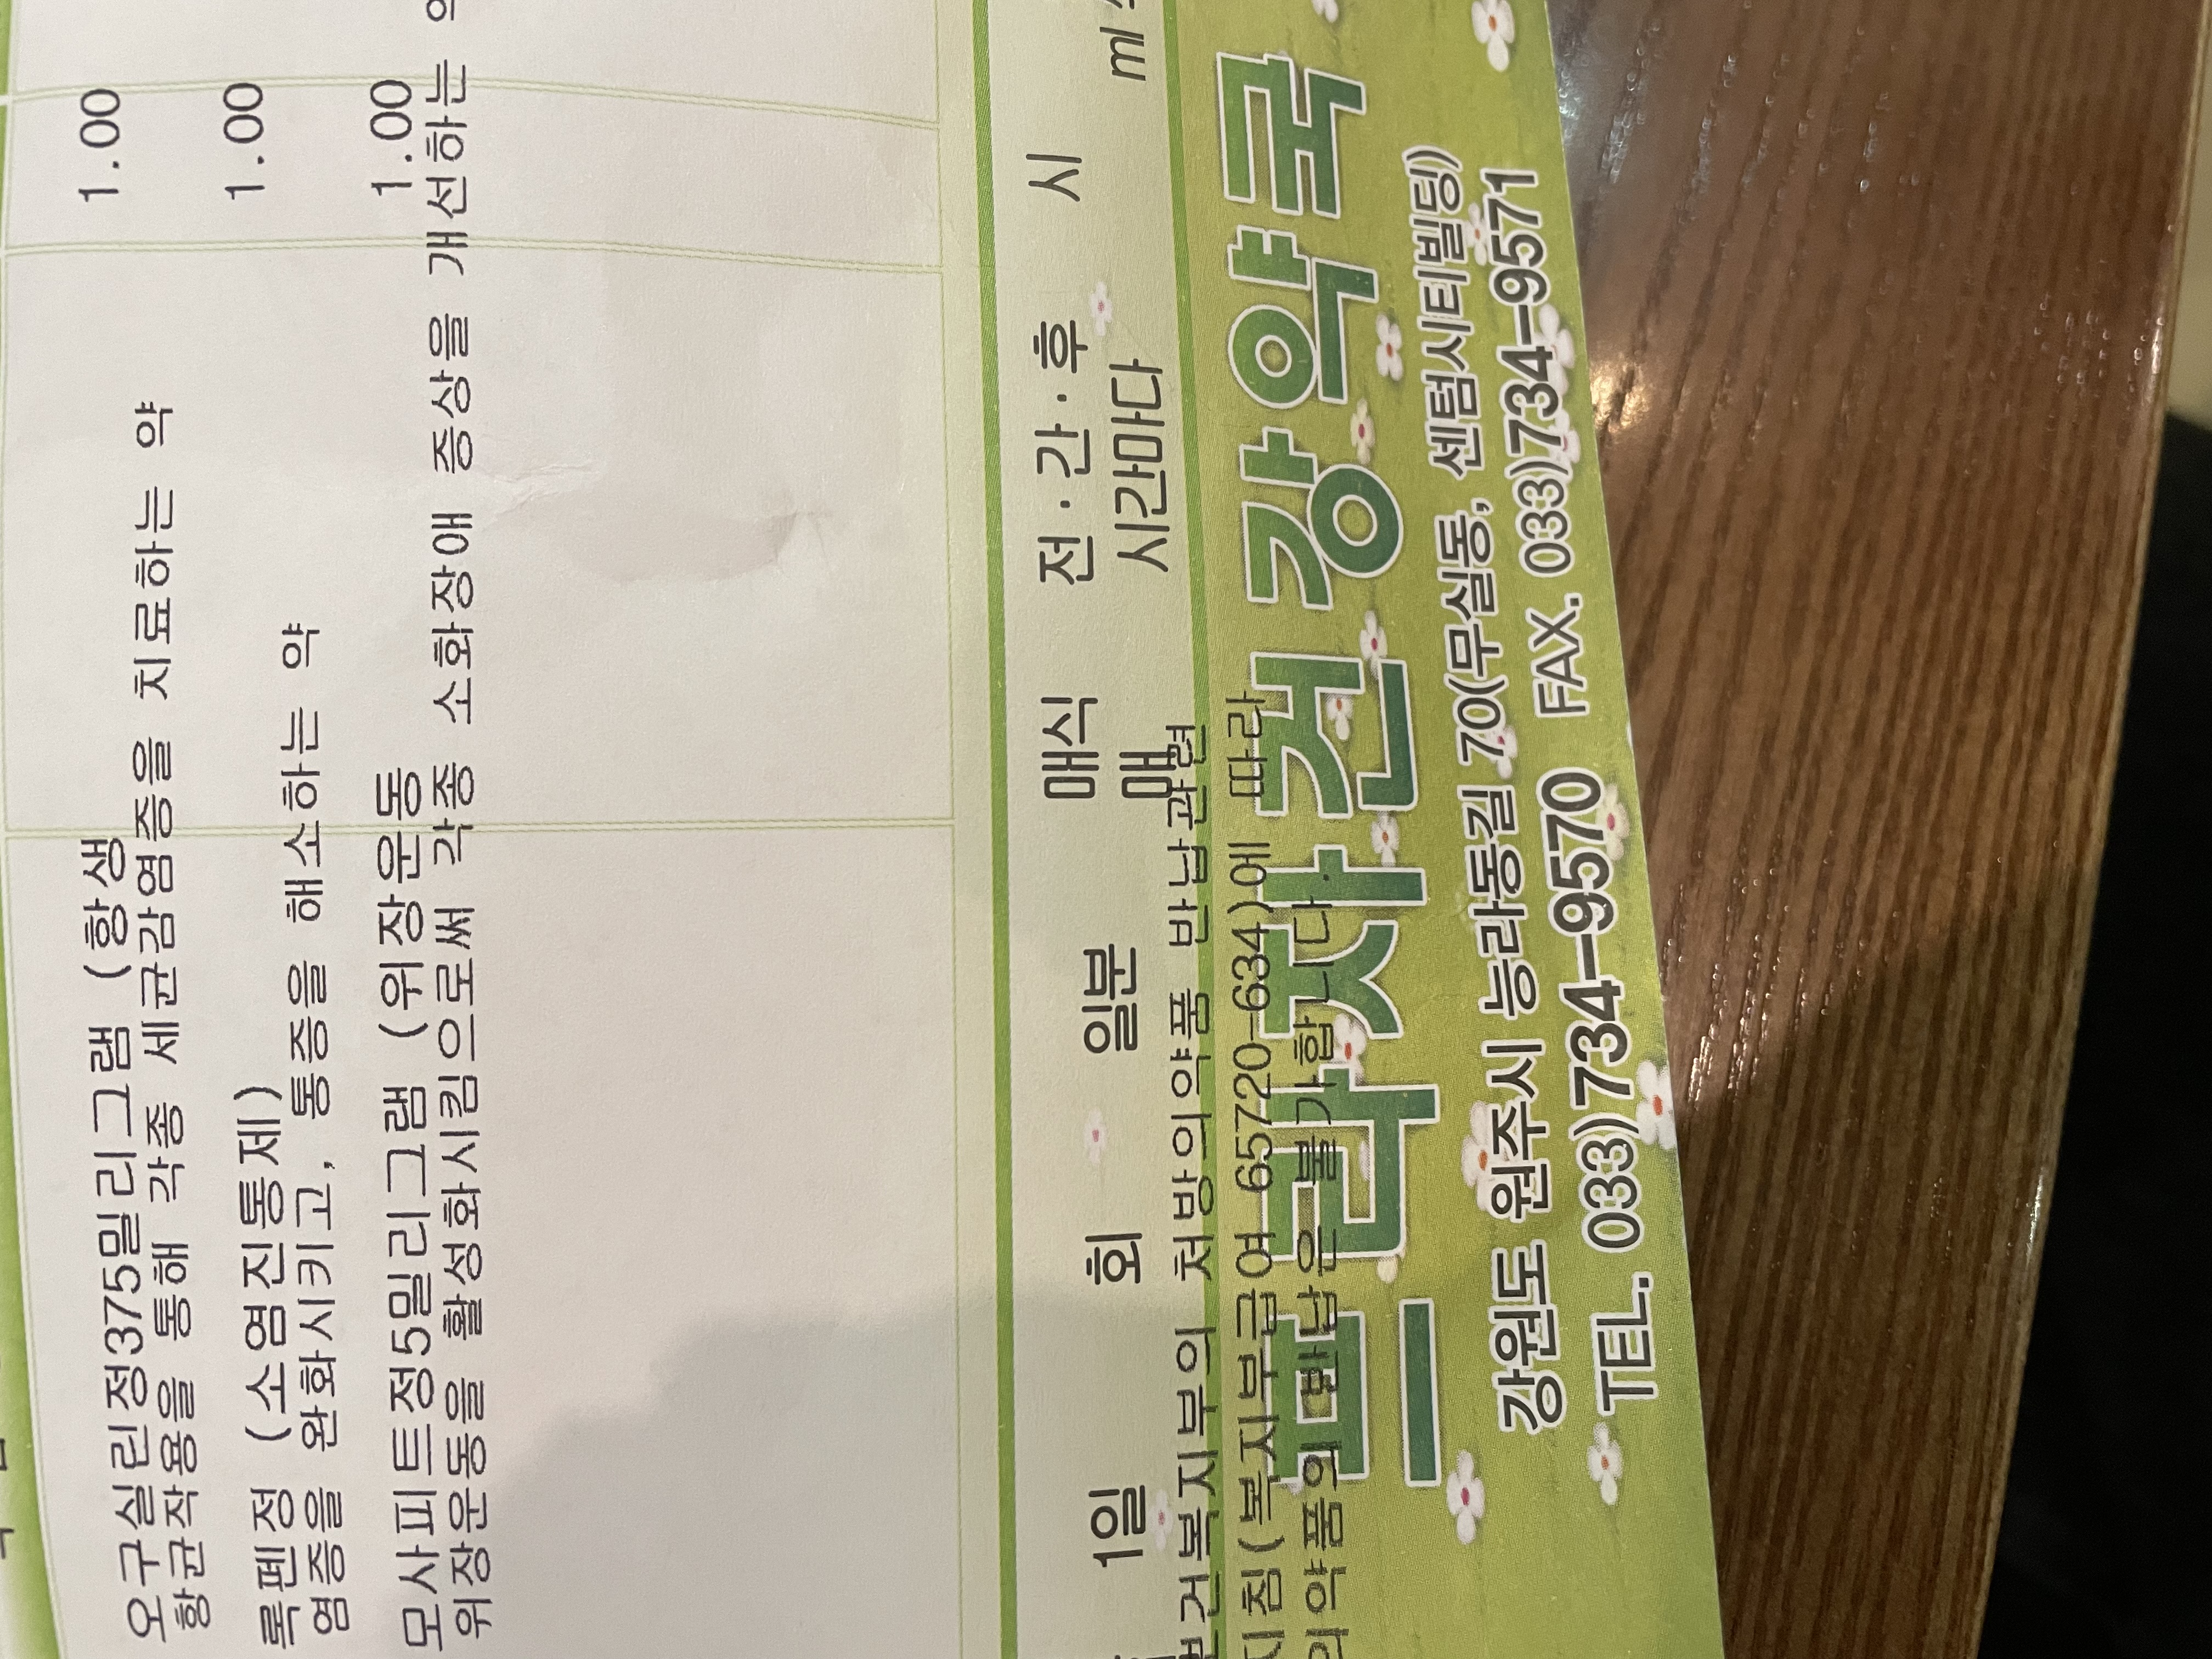 오구실린정375밀리그램 (항생 1.00
항균작용을 통해 각종 세균감염증을 치료하는 약
록펜정 (소염진통제) 1.00
염증을 완화시키고, 통증을 해소하는 약
모사피트정5밀리그램 (위장운동 1.00
위장운동을 활성화시킴으로써 각종 소화장애 증상을 개선하는
1일 회 일분 매식 전·간·후 시
매 시간마다 ml
건복지부의 처방의약품 반납관련
지침(복지부급여-65720-634)에 따라
의약품의 반납은 불가합니다.
민차건강약국
강원도 원주시 능라동길 70(무실동, 센텀시티빌딩)
TEL. 033)734-9570 FAX. 033)734-9571